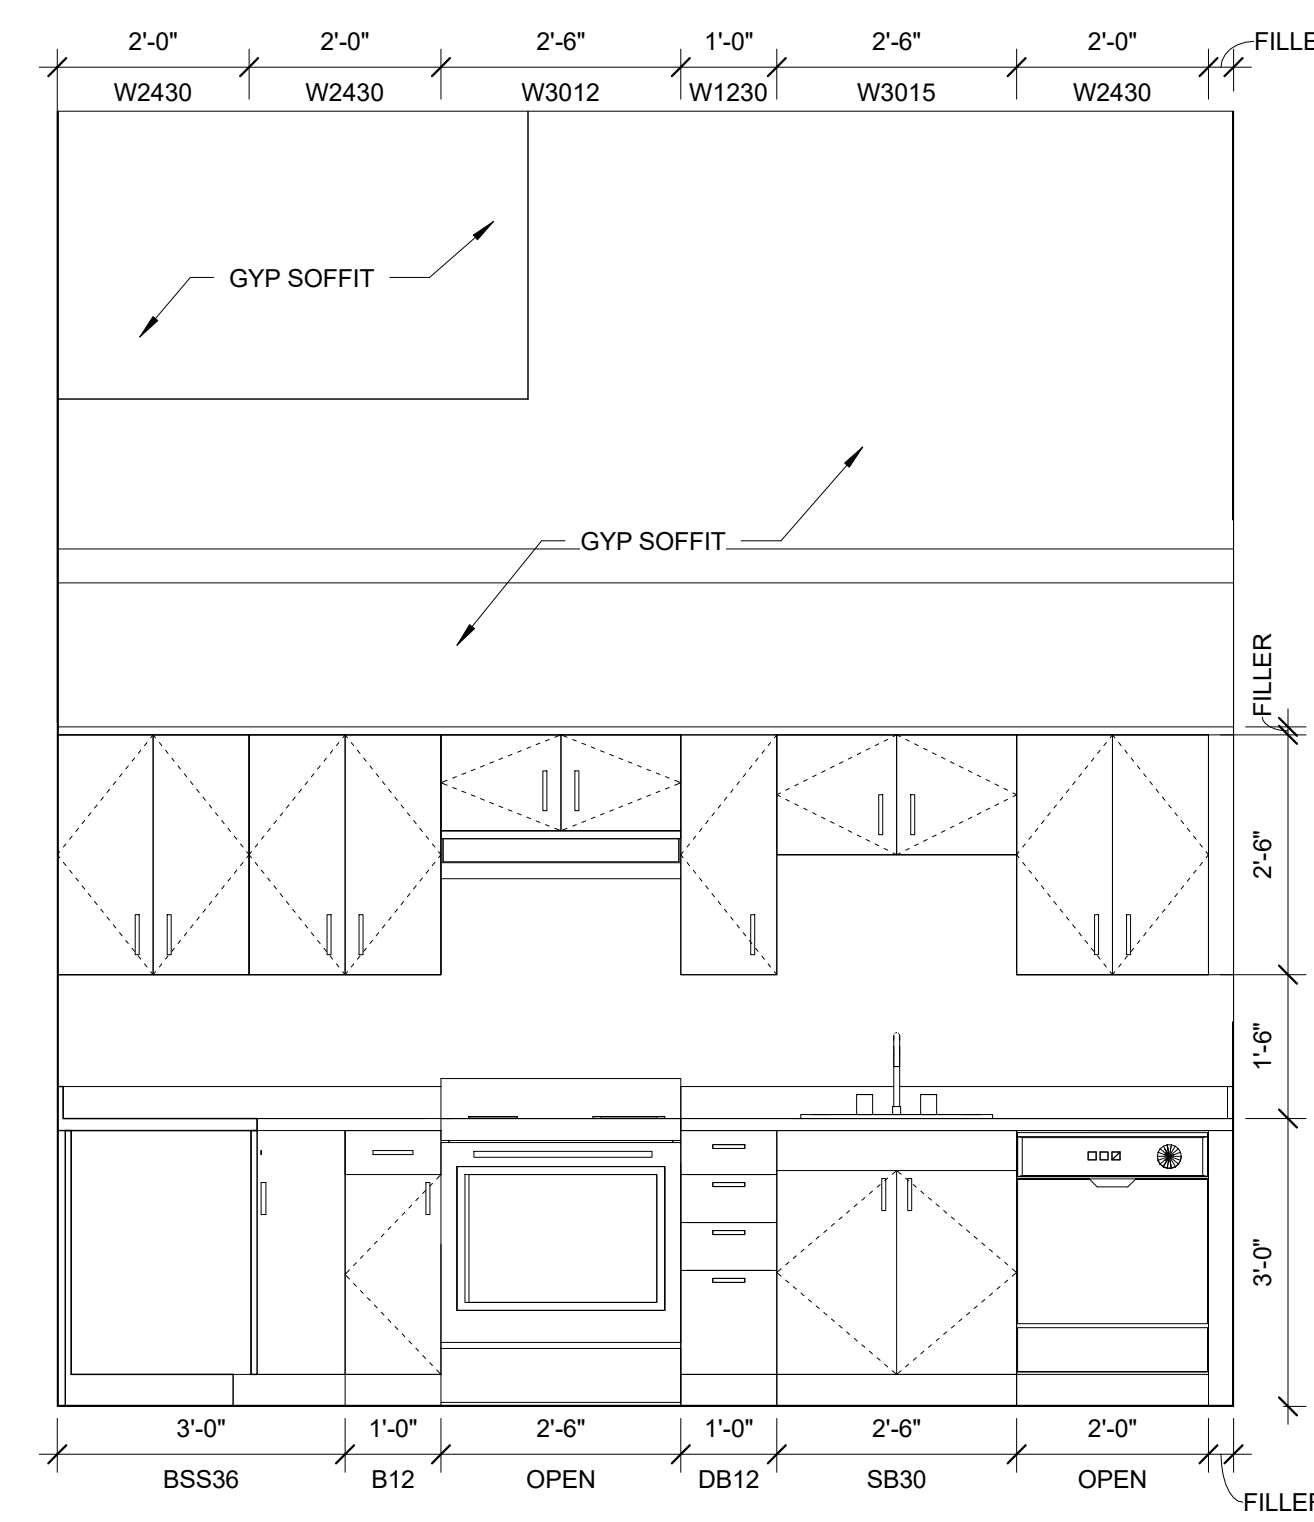 2'-0" 2'-0" 2'-6" 1'-0" 2'-6" 2'-0" FILLE
W2430 W2430 W3012 W1230 W3015 W2430
GYP SOFFIT
GYP SOFFIT
FILLER
2'-6"
1'-6"
3'-0"
3'-0" 1'-0" 2'-6" 1'-0" 2'-6" 2'-0"
BSS36 B12 OPEN DB12 SB30 OPEN
FILLER